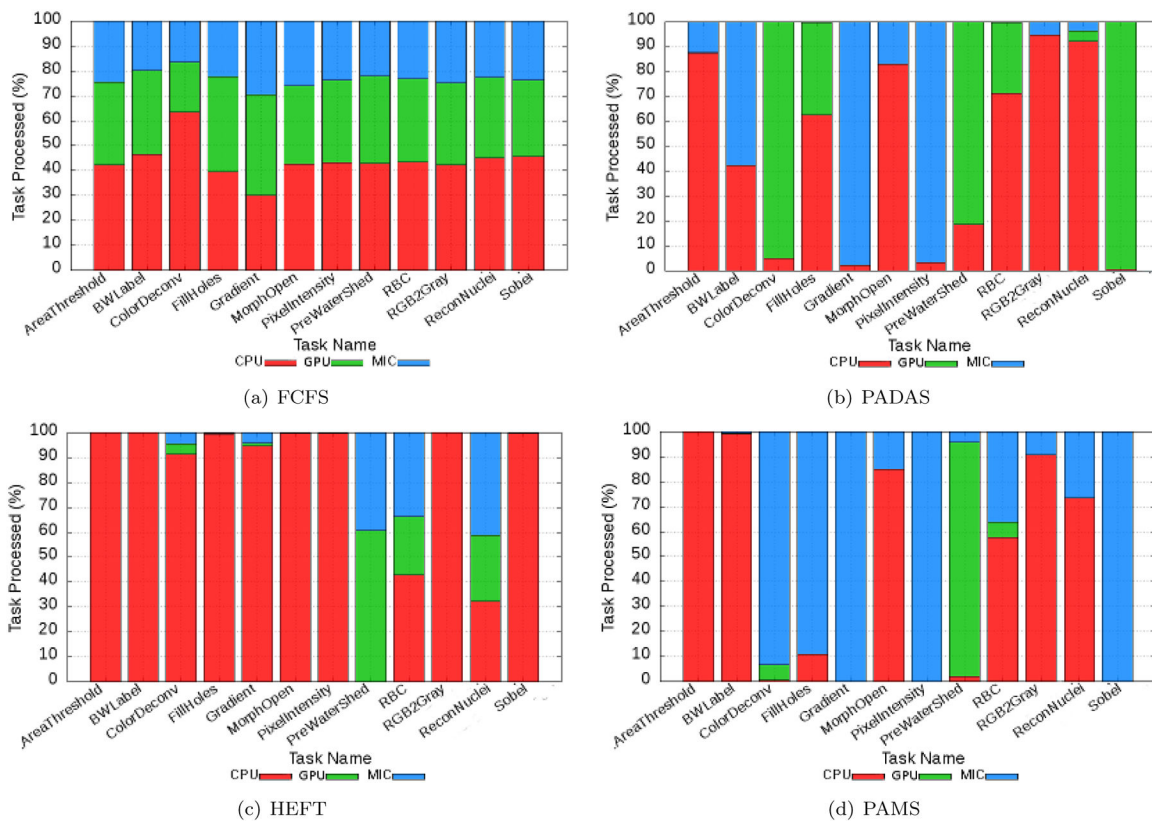 100
90
80
70
60
50
40
30
20
10
0
Task Processed (%)
AreaThreshold
BWLabel
ColorDeconv
FillHoles
Gradient
MorphOpen
PixelIntensity
PreWaterShed
RBC
RGB2Gray
ReconNuclei
Sobel
Task Name
CPU GPU MIC
(a) FCFS
100
90
80
70
60
50
40
30
20
10
0
Task Processed (%)
AreaThreshold
BWLabel
ColorDeconv
FillHoles
Gradient
MorphOpen
PixelIntensity
PreWaterShed
RBC
RGB2Gray
ReconNuclei
Sobel
Task Name
CPU GPU MIC
(b) PADAS
100
90
80
70
60
50
40
30
20
10
0
Task Processed (%)
AreaThreshold
BWLabel
ColorDeconv
FillHoles
Gradient
MorphOpen
PixelIntensity
PreWaterShed
RBC
RGB2Gray
ReconNuclei
Sobel
Task Name
CPU GPU MIC
(c) HEFT
100
90
80
70
60
50
40
30
20
10
0
Task Processed (%)
AreaThreshold
BWLabel
ColorDeconv
FillHoles
Gradient
MorphOpen
PixelIntensity
PreWaterShed
RBC
RGB2Gray
ReconNuclei
Sobel
Task Name
CPU GPU MIC
(d) PAMS